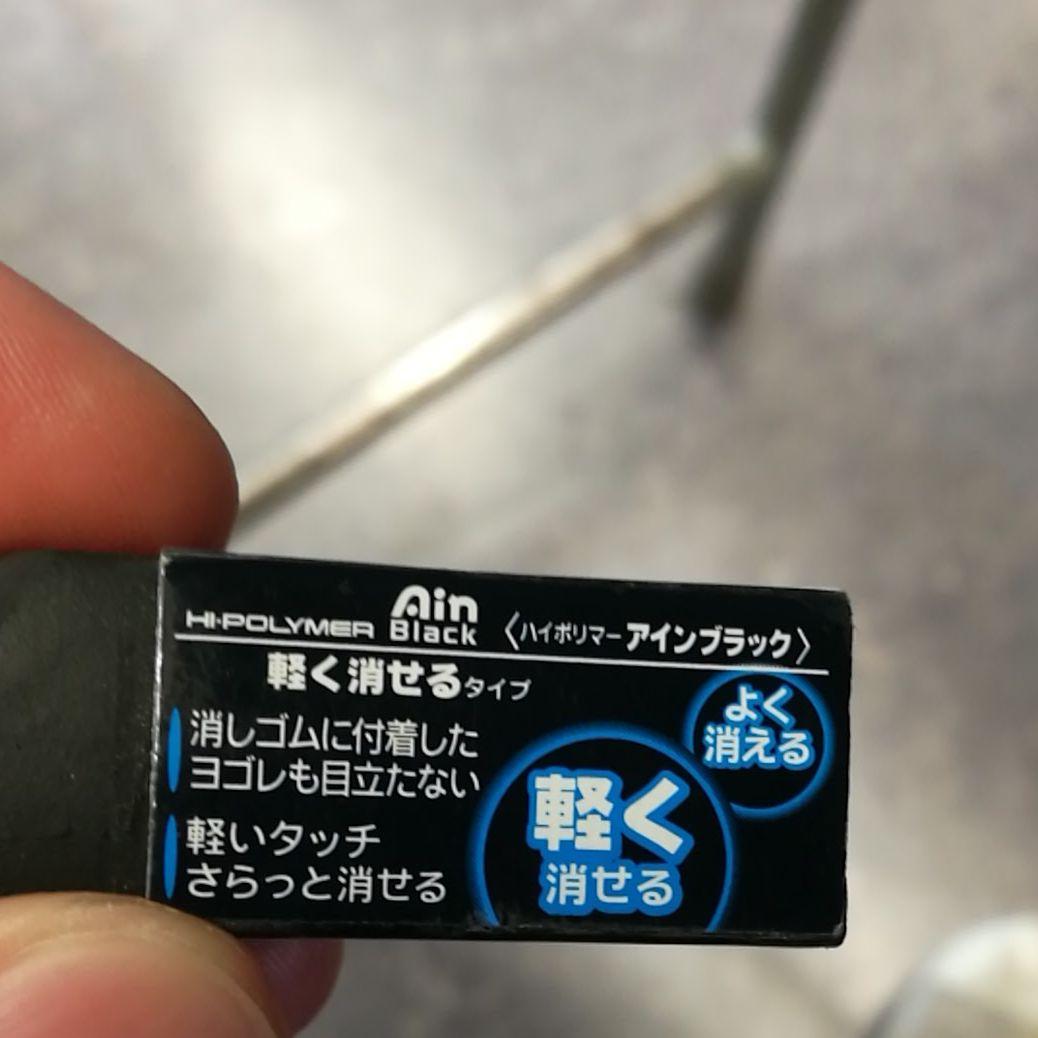 HI-POLYMER Ain Black 〈ハイポリマーアインブラック〉
軽く消せるタイプ
消しゴムに付着した
ヨゴレも目立たない
軽いタッチ
さらっと消せる
よく
消える
軽く
消せる